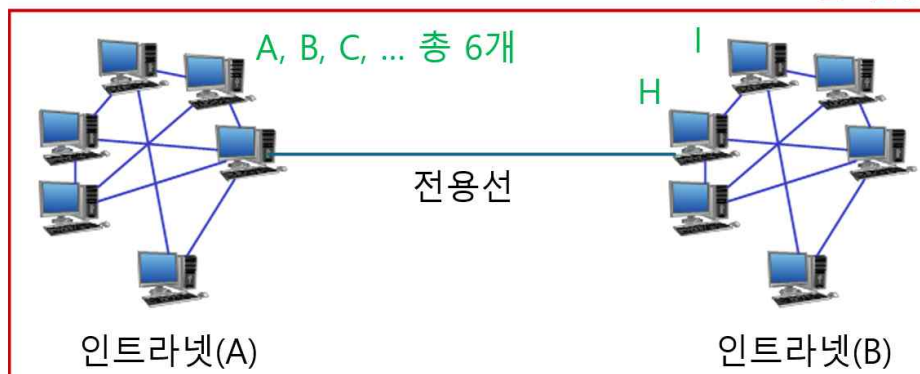 A, B, C, … 총 6개
I
H
전용선
인트라넷(A)
인트라넷(B)